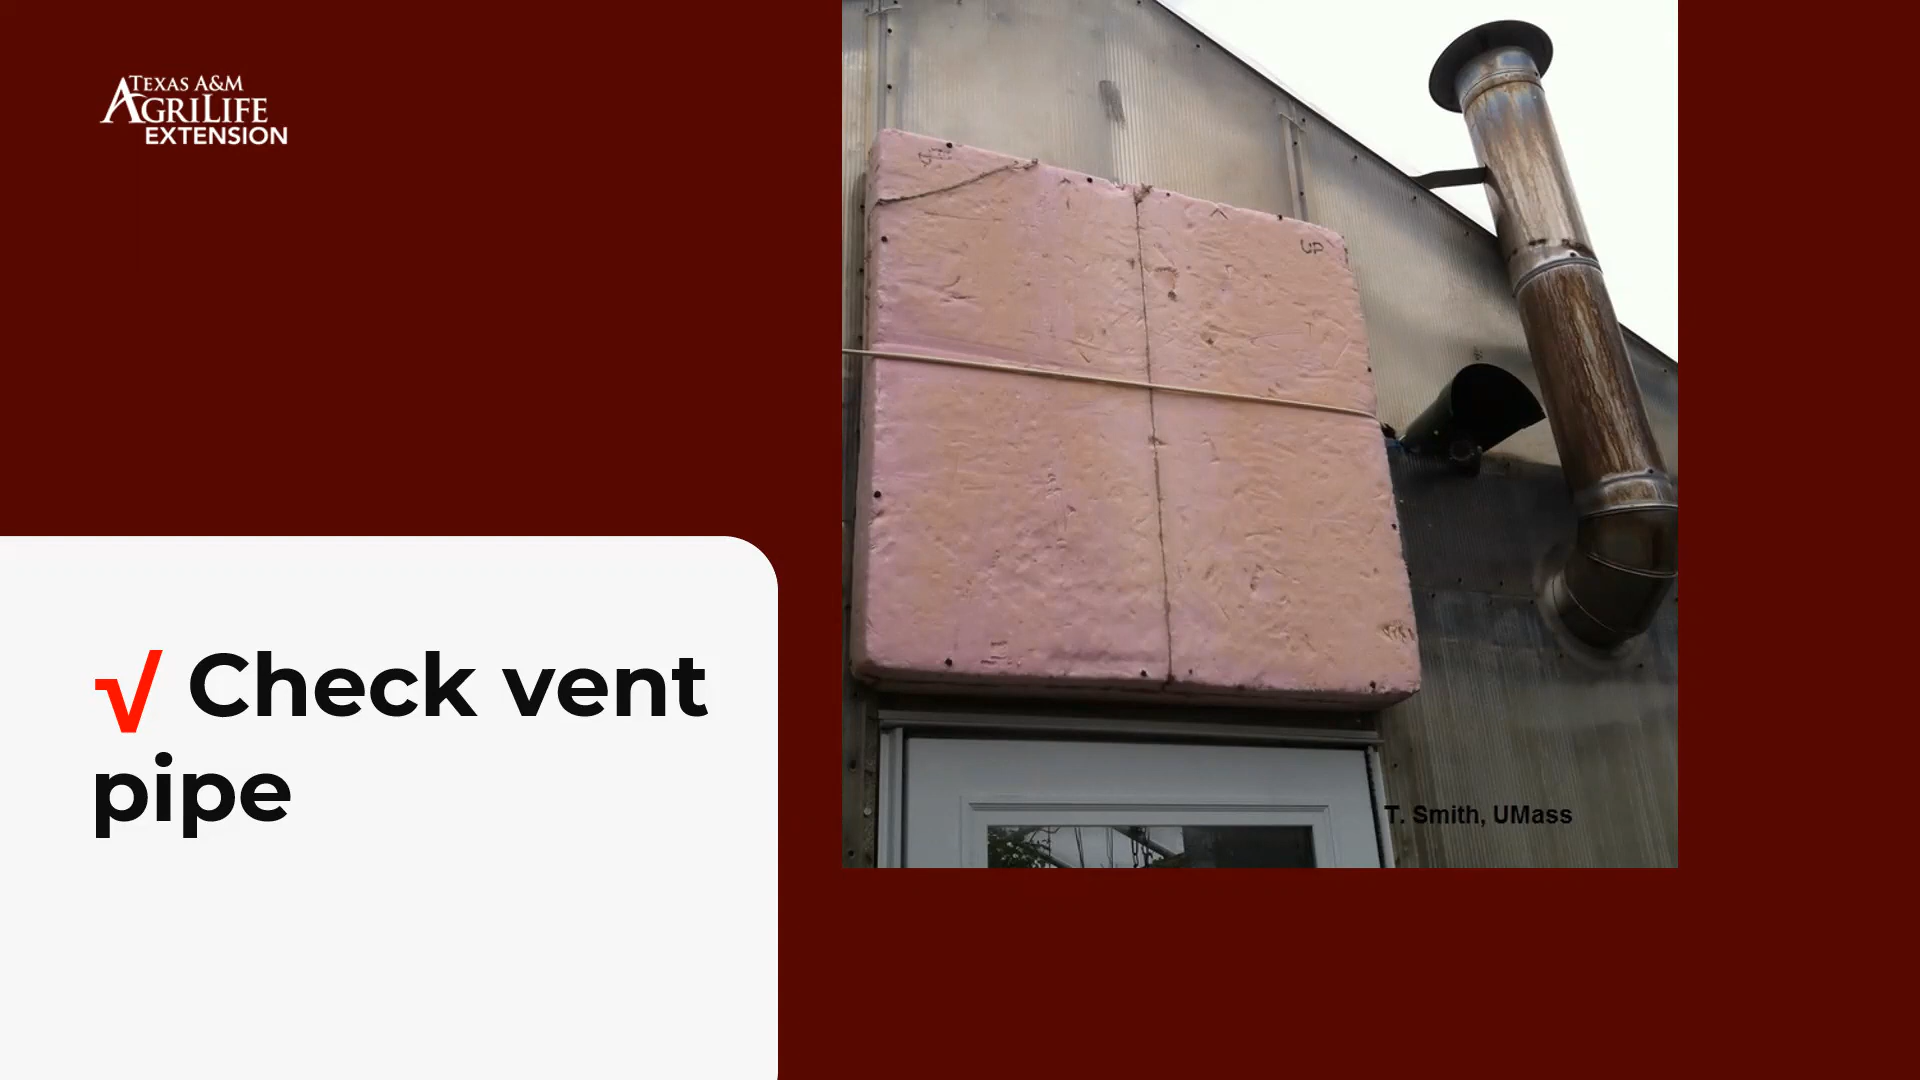 TEXAS A&M
AGRILIFE
EXTENSION
√ Check vent
pipe
UP
T. Smith, UMass